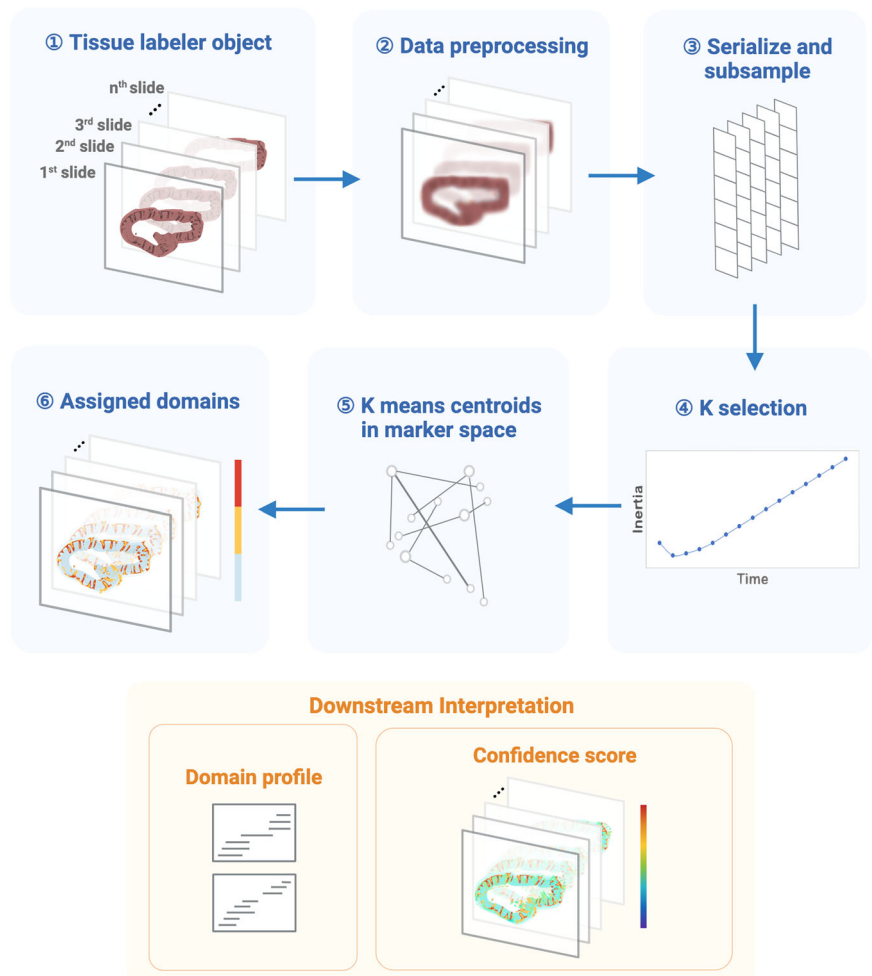 ① Tissue labeler object
nth slide
3rd slide
2nd slide
1st slide
② Data preprocessing
③ Serialize and
subsample
④ K selection
Inertia
Time
⑤ K means centroids
in marker space
⑥ Assigned domains
Downstream Interpretation
Domain profile
Confidence score